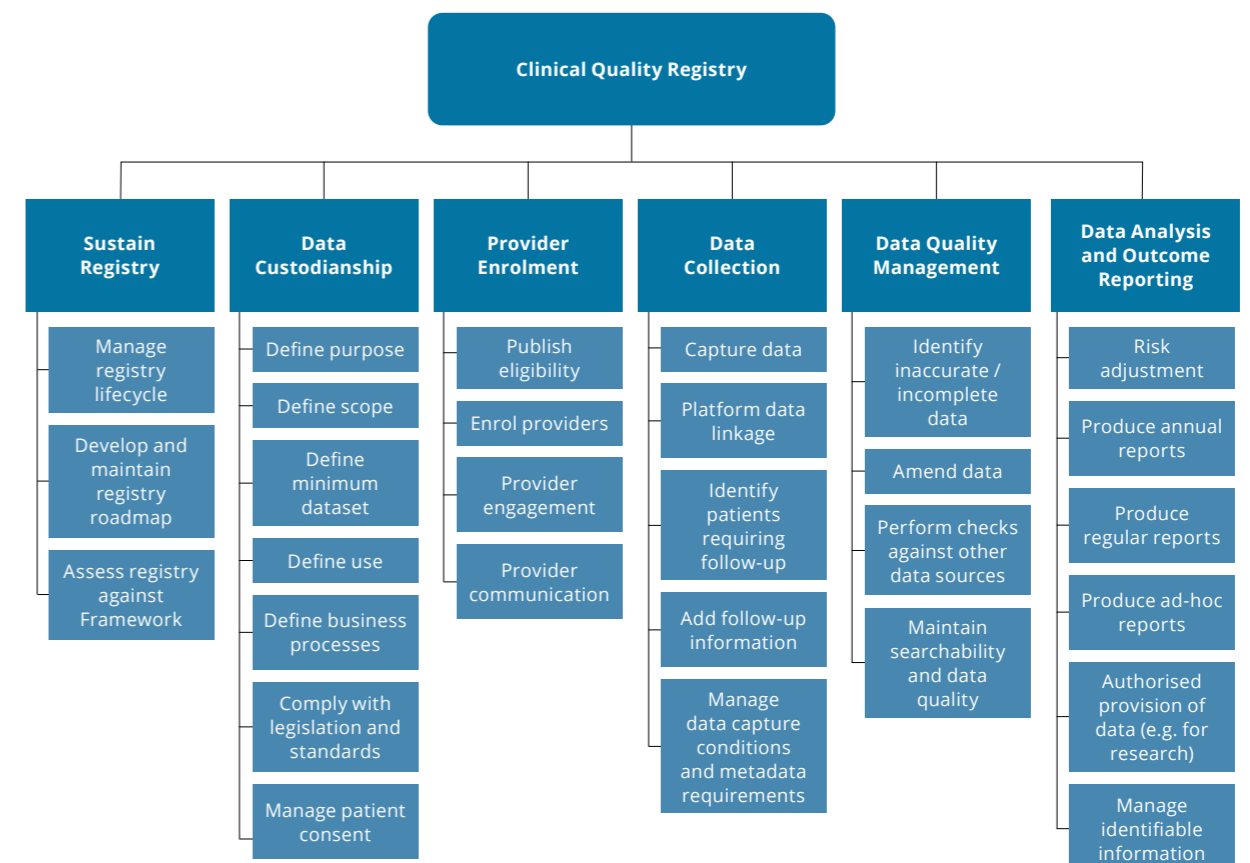 Clinical Quality Registry
Sustain
Registry
Manage
registry
lifecycle
Develop and
maintain
registry
roadmap
Assess registry
against
Framework
Data
Custodianship
Define purpose
Define scope
Define
minimum
dataset
Define use
Define business
processes
Comply with
legislation and
standards
Manage patient
consent
Provider
Enrolment
Publish
eligibility
Enrol providers
Provider
engagement
Provider
communication
Data
Collection
Capture data
Platform data
linkage
Identify
patients
requiring
follow-up
Add follow-up
information
Manage
data capture
conditions
and metadata
requirements
Data Quality
Management
Identify
inaccurate /
incomplete
data
Amend data
Perform checks
against other
data sources
Maintain
searchability
and data
quality
Data Analysis
and Outcome
Reporting
Risk
adjustment
Produce annual
reports
Produce
regular reports
Produce ad-hoc
reports
Authorised
provision of
data (e.g. for
research)
Manage
identifiable
information